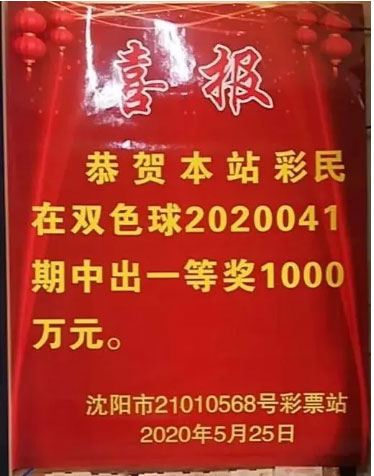 喜报
恭贺本站彩民
在双色球2020041
期中出一等奖1000
万元。
沈阳市21010568号彩票站
2020年5月25日